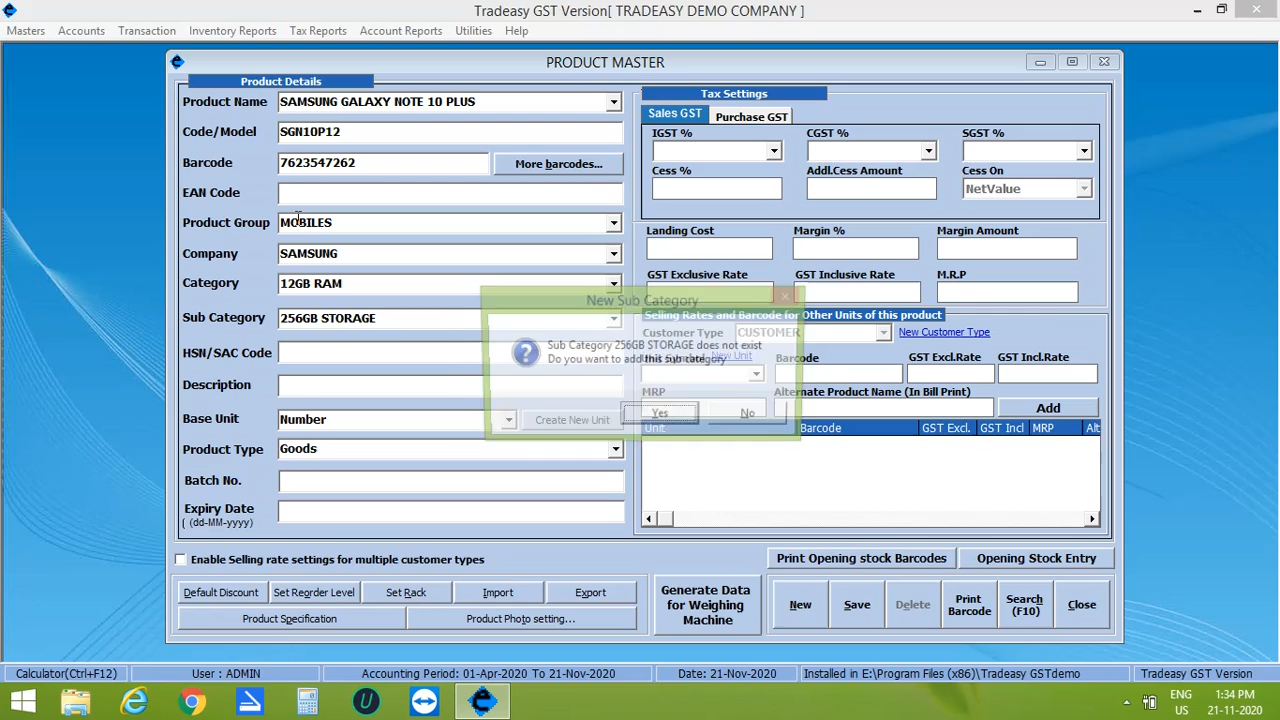 Tradeasy GST Version[ TRADEASY DEMO COMPANY ]
Masters Accounts Transaction Inventory Reports Tax Reports Account Reports Utilities Help
PRODUCT MASTER
Product Details
Product Name SAMSUNG GALAXY NOTE 10 PLUS
Code/Model SGN10P12
Barcode 7623547262 More barcodes...
EAN Code
Product Group MOBILES
Company SAMSUNG
Category 12GB RAM
Sub Category 256GB STORAGE
HSN/SAC Code
Description
Base Unit Number Create New Unit
Product Type Goods
Batch No.
Expiry Date
( (dd-MM-yyyy)
Enable Selling rate settings for multiple customer types
Default Discount Set Reorder Level Set Rack Import Export
Product Specification Product Photo setting...
Tax Settings
Sales GST Purchase GST
IGST % CGST % SGST %
Cess % Addl.Cess Amount Cess On
NetValue
Landing Cost Margin % Margin Amount
GST Exclusive Rate GST Inclusive Rate M.R.P
New Sub Category
Sub Category 256GB STORAGE does not exist
Do you want to add this sub category
Yes No
Selling Rates and Barcode for Other Units of this product
Customer Type CUSTOMER New Customer Type
New Unit Barcode GST Excl.Rate GST Incl.Rate
MRP Alternate Product Name (In Bill Print)
Add
Unit Barcode GST Excl. GST Incl MRP Alt
Print Opening stock Barcodes Opening Stock Entry
Generate Data
for Weighing
Machine
New Save Delete Print
Barcode Search
(F10) Close
Calculator(Ctrl+F12) User : ADMIN Accounting Period: 01-Apr-2020 To 21-Nov-2020 Date: 21-Nov-2020 Installed in E:\Program Files (x86)\Tradeasy GSTdemo Tradeasy GST Version
ENG 1:34 PM
US 21-11-2020